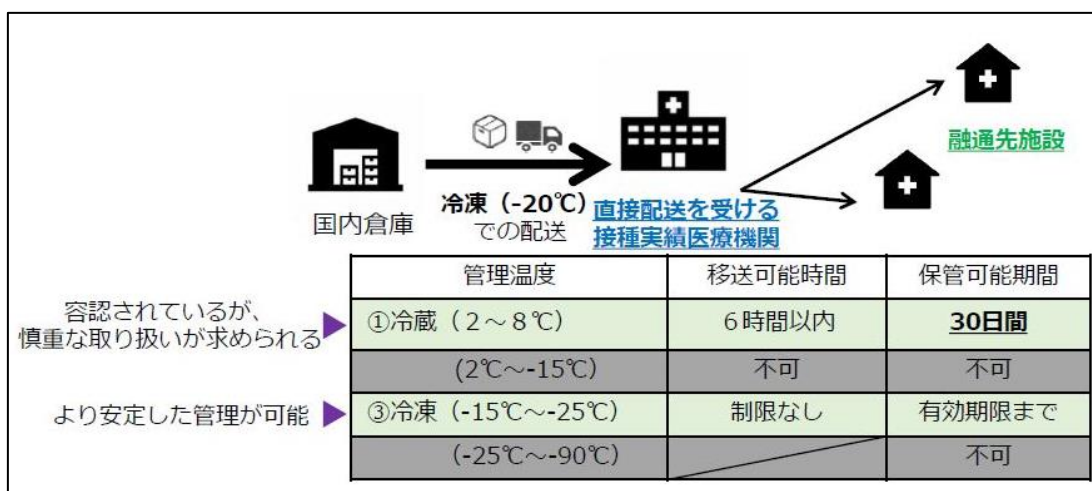 融通先施設
国内倉庫
冷凍（-20℃）
での配送
直接配送を受ける
接種実績医療機関
管理温度 移送可能時間 保管可能期間
容認されているが、
慎重な取り扱いが求められる
①冷蔵（2～8℃） 6時間以内 30日間
(2℃～-15℃) 不可 不可
より安定した管理が可能
③冷凍 (-15℃～-25℃) 制限なし 有効期限まで
(-25℃～-90℃) 不可